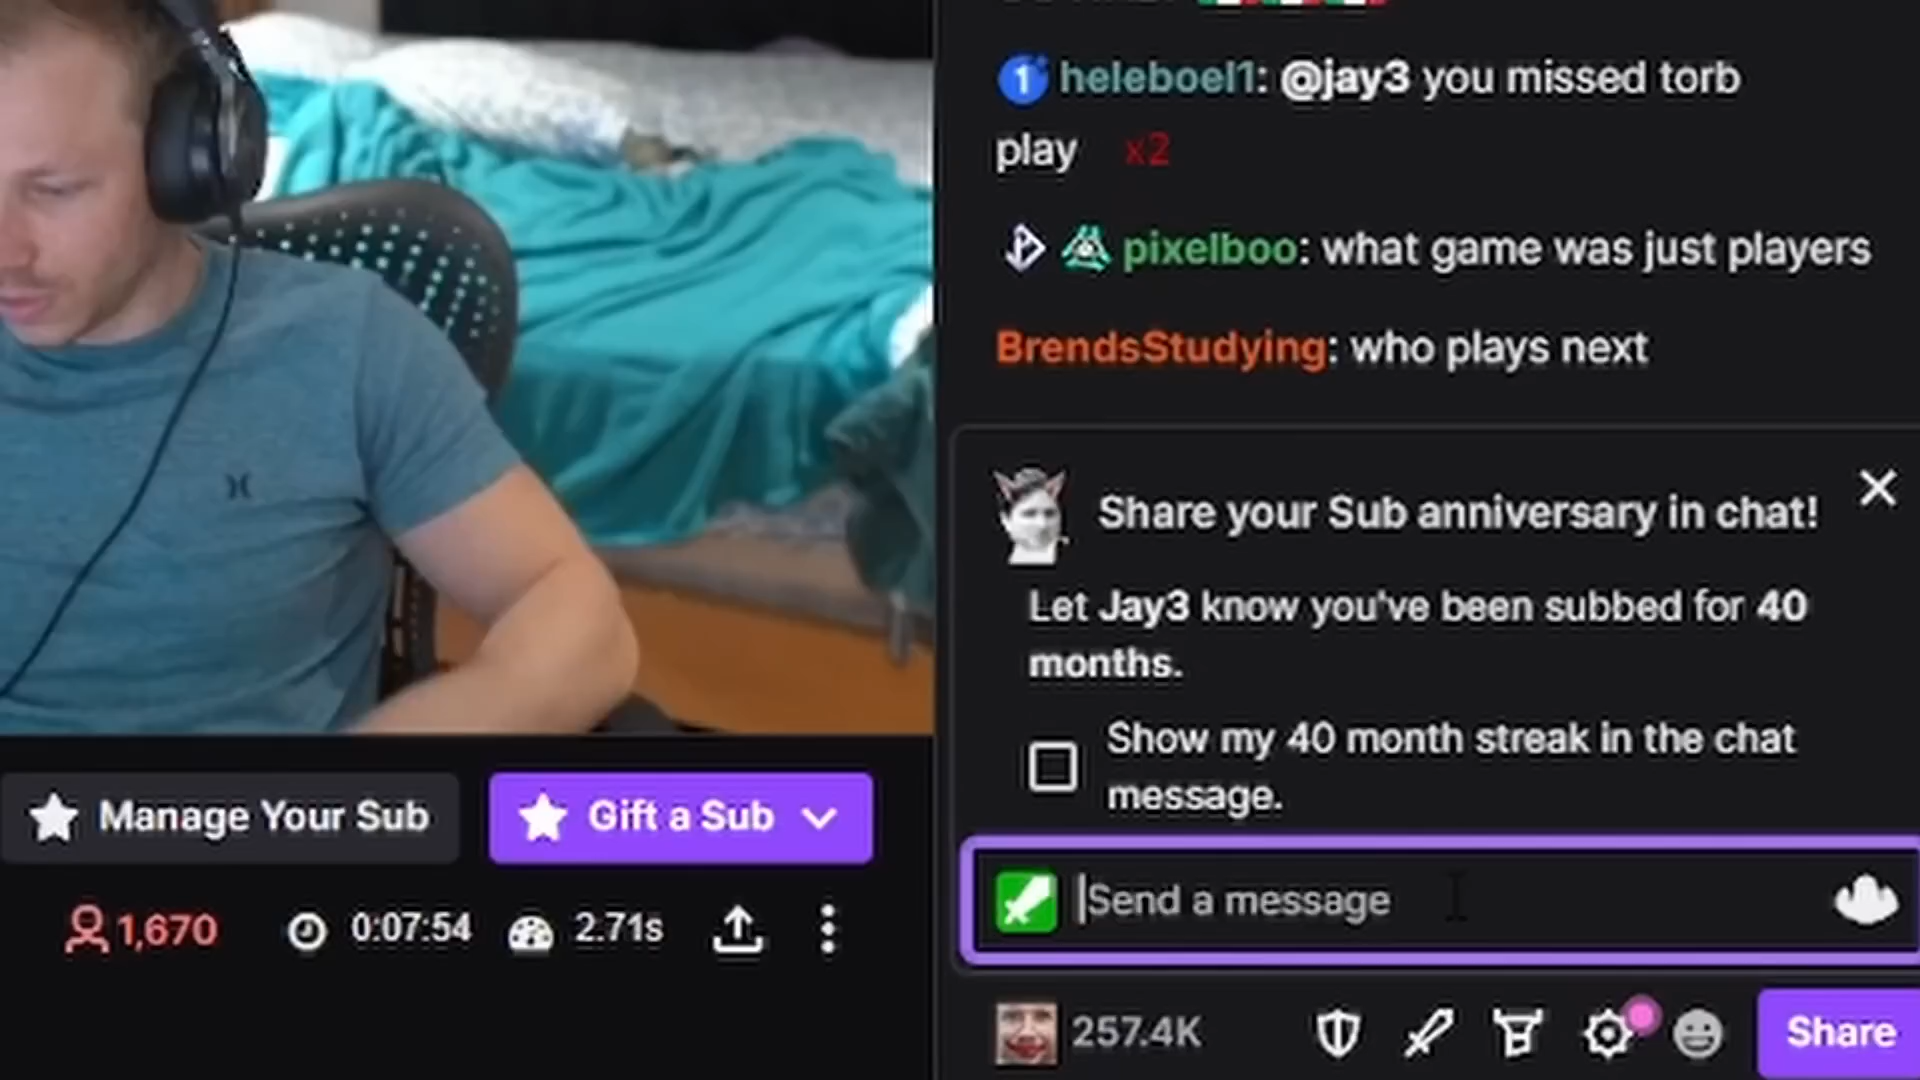 heleboel1: @jay3 you missed torb
play x2
pixelboo: what game was just players
BrendsStudying: who plays next
Share your Sub anniversary in chat!
Let Jay3 know you've been subbed for 40
months.
Show my 40 month streak in the chat
message.
Send a message
257.4K
Share
Manage Your Sub
Gift a Sub
1,670 0:07:54 2.71s